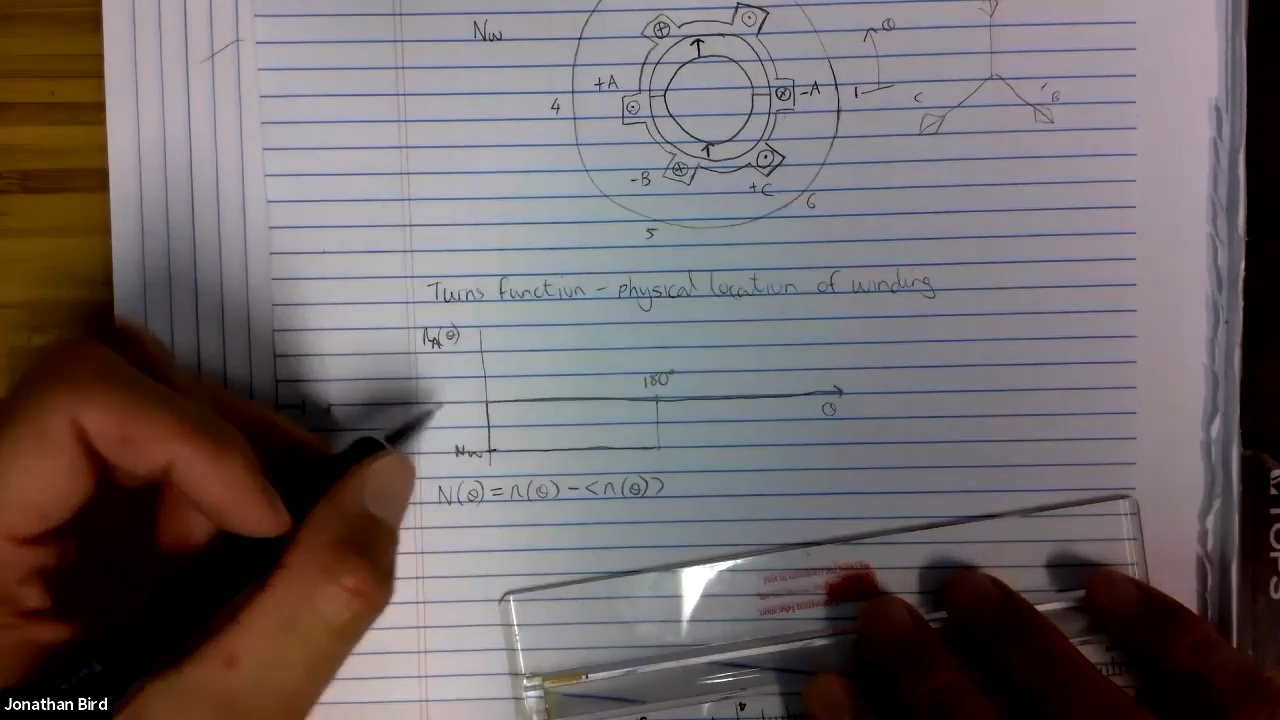 Nw
+A
-A
4
-B
+C
6
5
1
θ
C
B
Turns function - physical location of winding
nA(θ)
180°
θ
Nw
N(θ) = n(θ) - <n(θ)>
Jonathan Bird